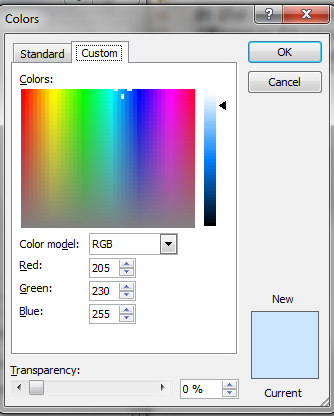 Colors
Standard
Custom
OK
Cancel
Colors:
Color model: RGB
Red: 205
Green: 230
Blue: 255
New
Current
Transparency:
0 %